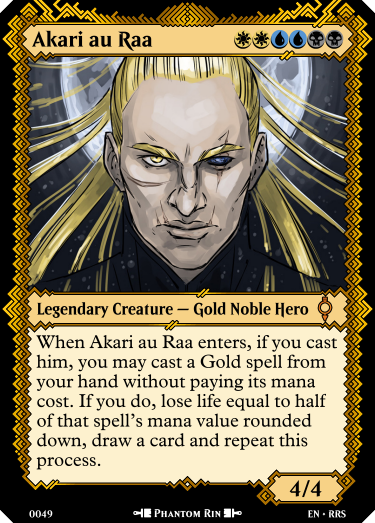 Akari au Raa
Legendary Creature — Gold Noble Hero
When Akari au Raa enters, if you cast
him, you may cast a Gold spell from
your hand without paying its mana
cost. If you do, lose life equal to half
of that spell's mana value rounded
down, draw a card and repeat this
process.
4/4
0049
Phantom Rin
EN • RRS